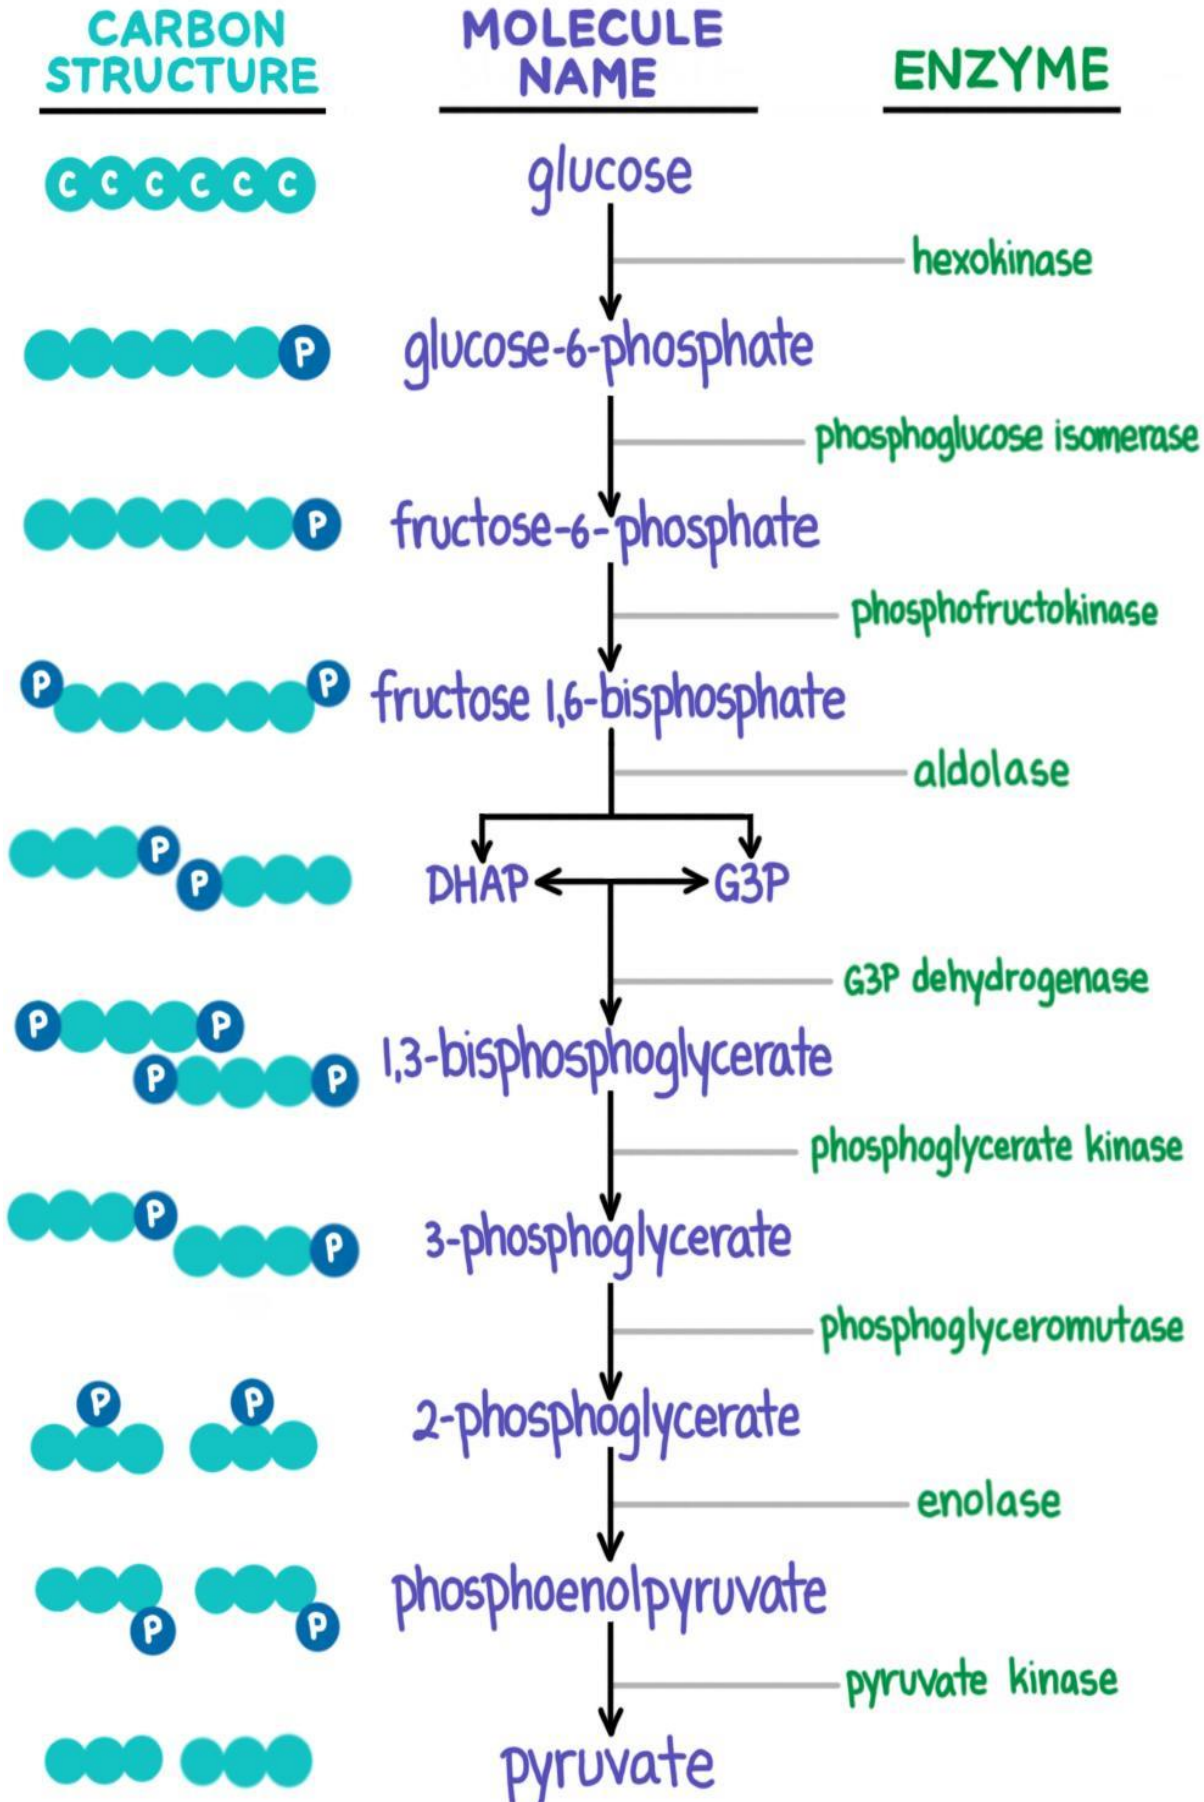 CARBON
STRUCTURE
MOLECULE
NAME
ENZYME
C C C C C C
glucose
hexokinase
P
glucose-6-phosphate
phosphoglucose isomerase
P
fructose-6-phosphate
phosphofructokinase
P P
fructose 1,6-bisphosphate
aldolase
P P
DHAP G3P
G3P dehydrogenase
P P
P P
1,3-bisphosphoglycerate
phosphoglycerate kinase
P P
3-phosphoglycerate
phosphoglyceromutase
P P
2-phosphoglycerate
enolase
phosphoenolpyruvate
P P
pyruvate kinase
pyruvate